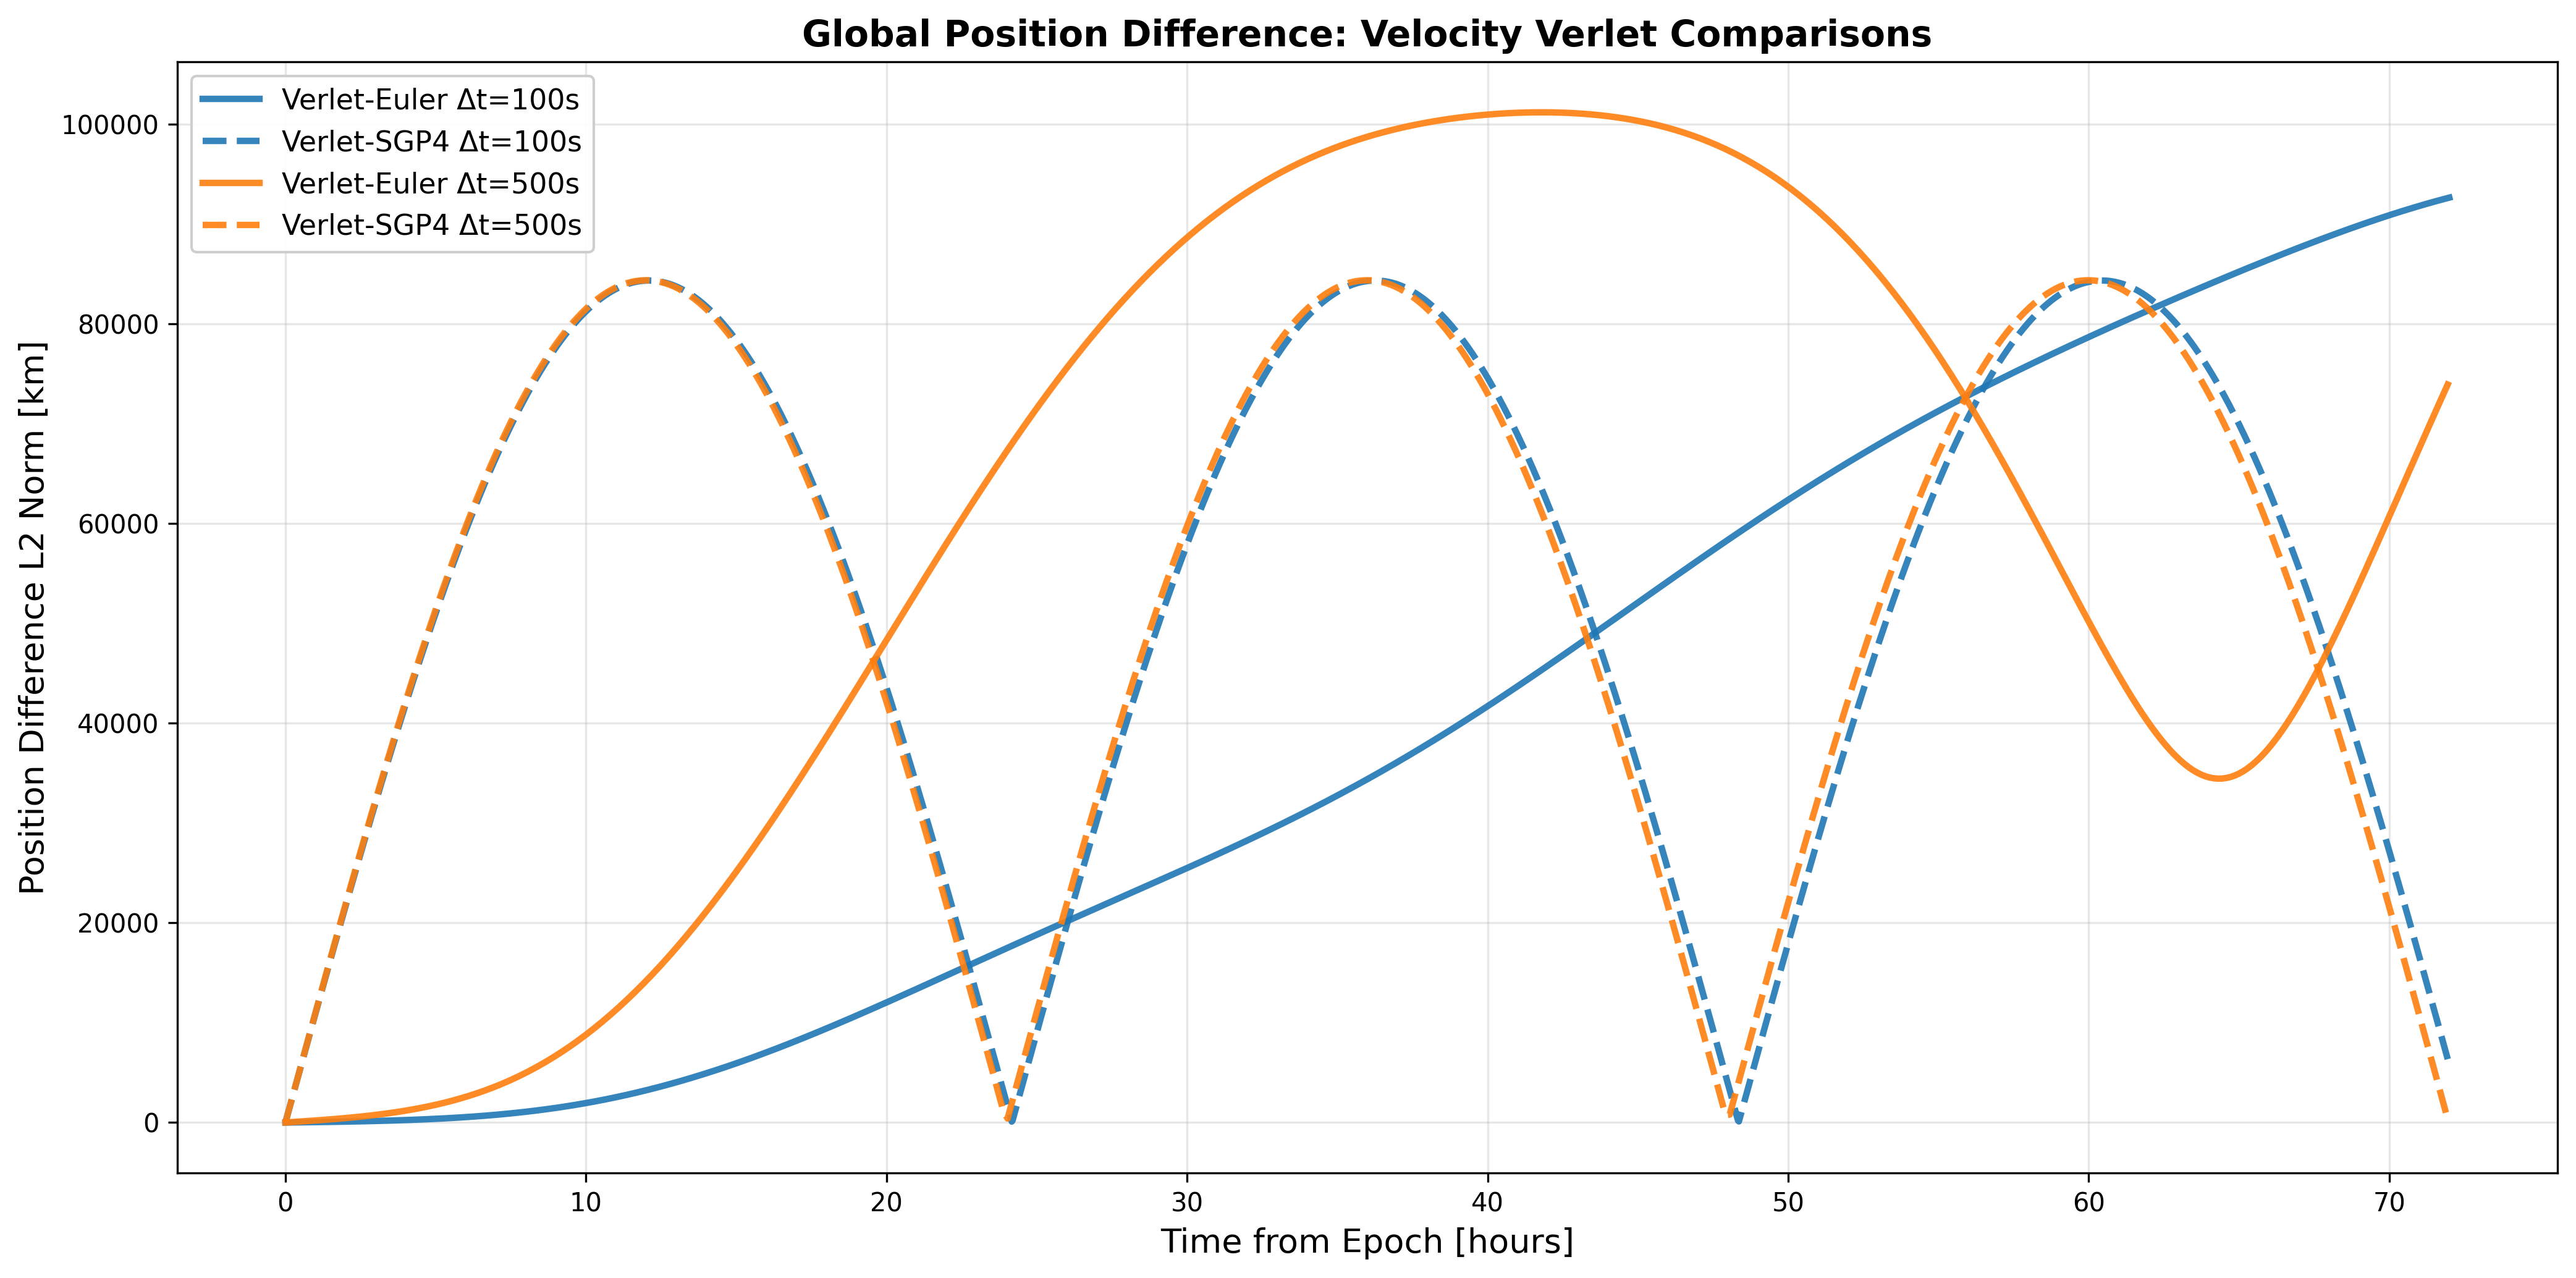 Global Position Difference: Velocity Verlet Comparisons
Verlet-Euler Δt=100s
Verlet-SGP4 Δt=100s
Verlet-Euler Δt=500s
Verlet-SGP4 Δt=500s
Position Difference L2 Norm [km]
100000
80000
60000
40000
20000
0
0 10 20 30 40 50 60 70
Time from Epoch [hours]